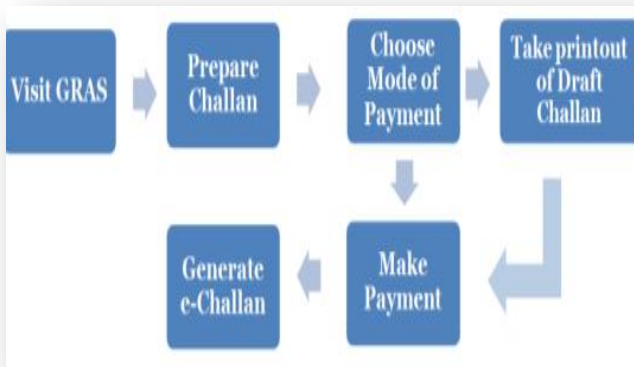 Visit GRAS
Prepare
Challan
Choose
Mode of
Payment
Take printout
of Draft
Challan
Generate
e-Challan
Make
Payment